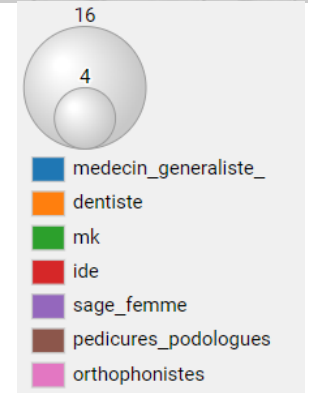 16
4
medecin_generaliste_
dentiste
mk
ide
sage_femme
pedicures_podologues
orthophonistes